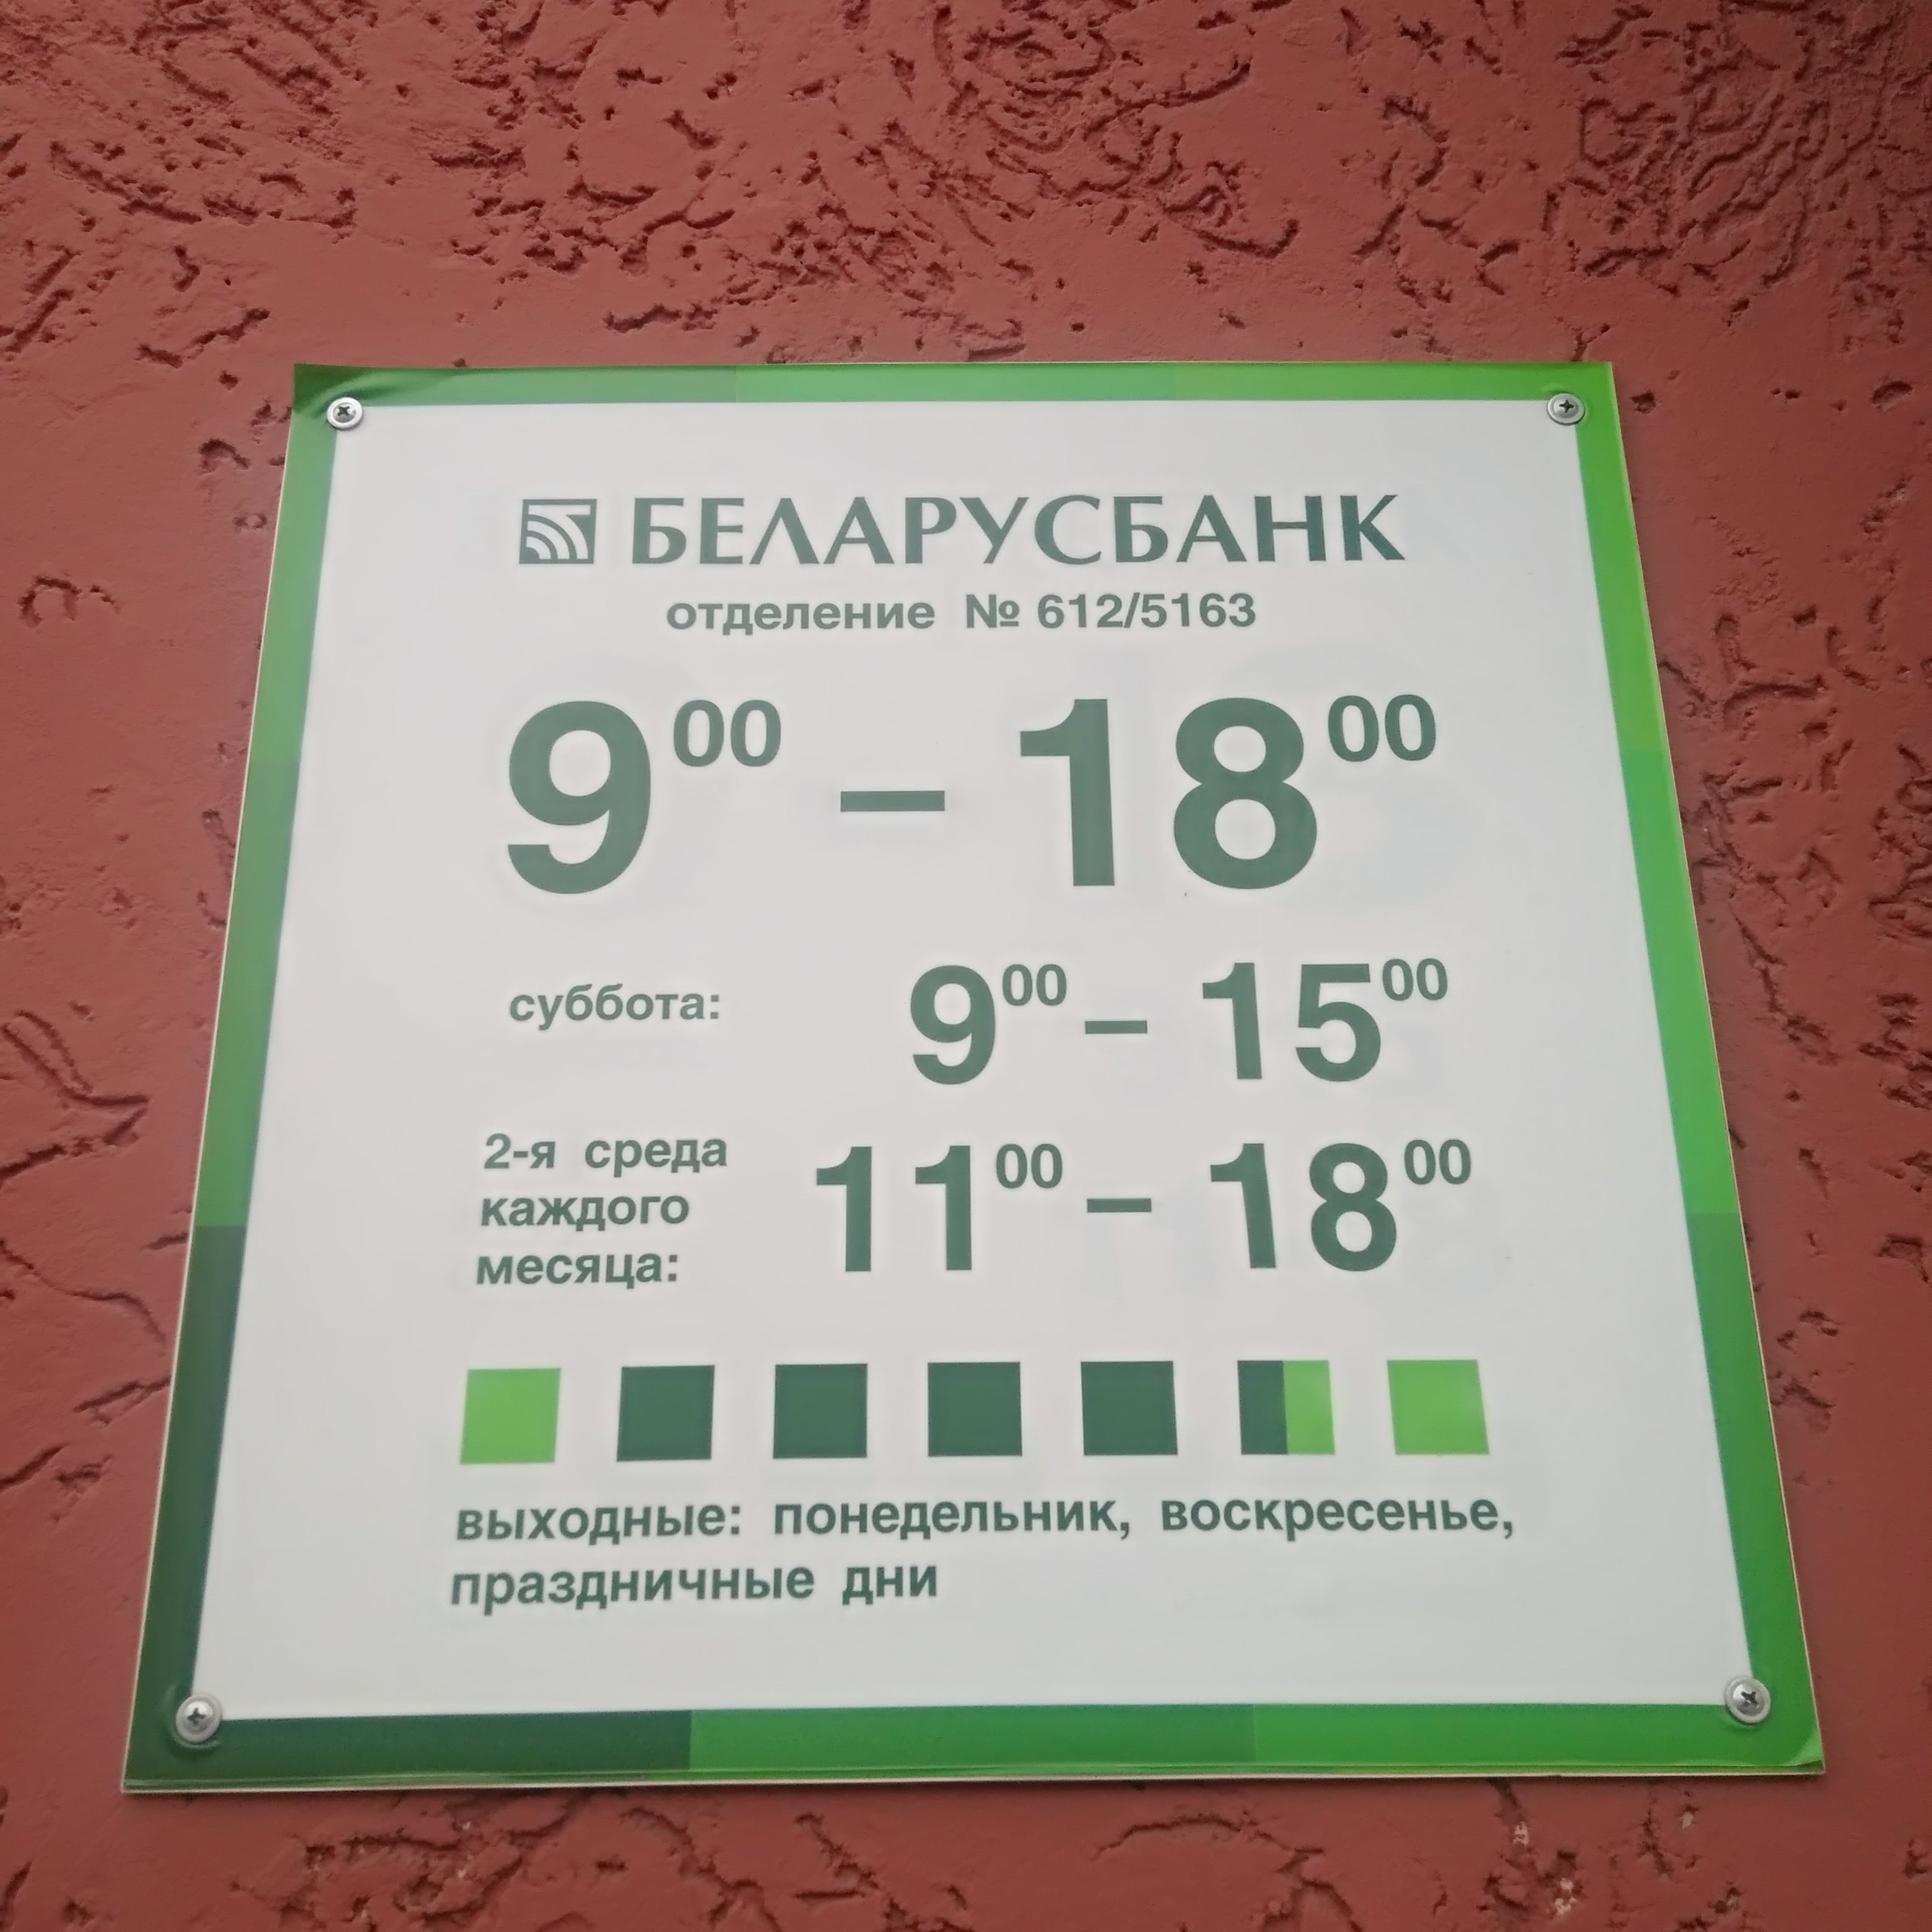 БЕЛАРУСБАНК
отделение № 612/5163
9⁰⁰ – 18⁰⁰
суббота: 9⁰⁰ – 15⁰⁰
2-я среда
каждого
месяца: 11⁰⁰ – 18⁰⁰
выходные: понедельник, воскресенье,
праздничные дни